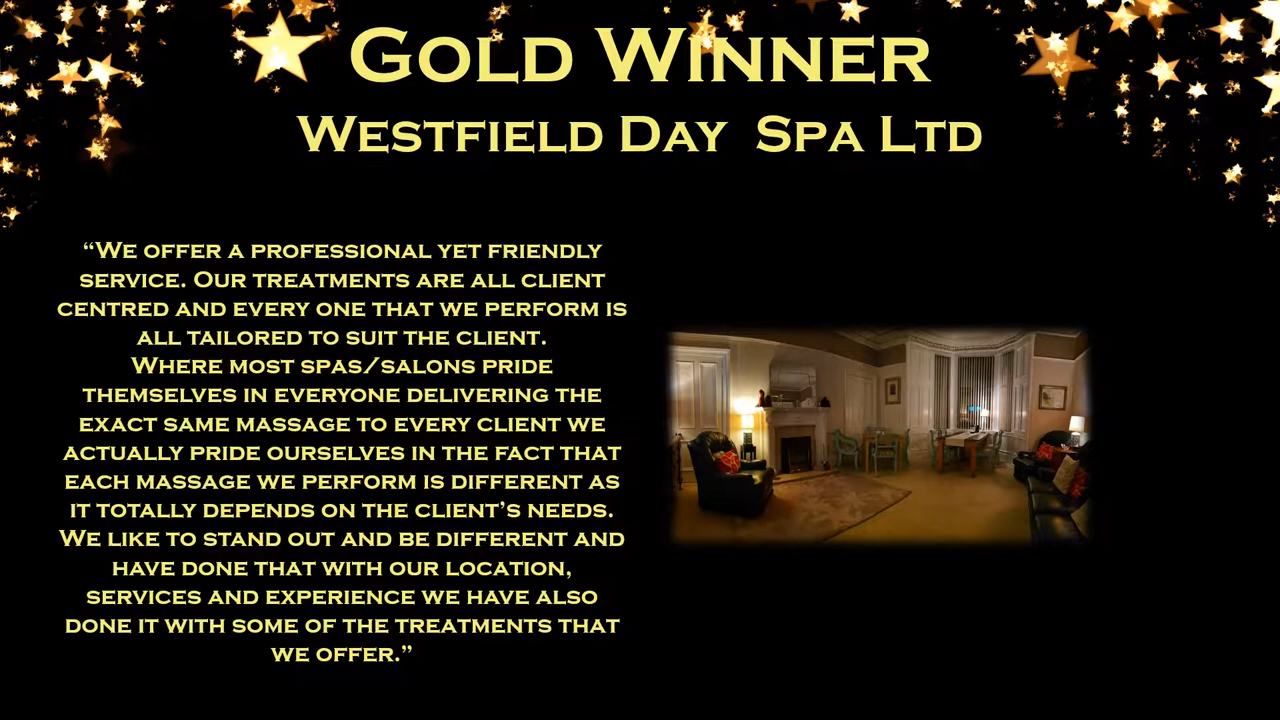 GOLD WINNER
WESTFIELD DAY SPA LTD
“WE OFFER A PROFESSIONAL YET FRIENDLY
SERVICE. OUR TREATMENTS ARE ALL CLIENT
CENTRED AND EVERY ONE THAT WE PERFORM IS
ALL TAILORED TO SUIT THE CLIENT.
WHERE MOST SPAS/SALONS PRIDE
THEMSELVES IN EVERYONE DELIVERING THE
EXACT SAME MASSAGE TO EVERY CLIENT WE
ACTUALLY PRIDE OURSELVES IN THE FACT THAT
EACH MASSAGE WE PERFORM IS DIFFERENT AS
IT TOTALLY DEPENDS ON THE CLIENT’S NEEDS.
WE LIKE TO STAND OUT AND BE DIFFERENT AND
HAVE DONE THAT WITH OUR LOCATION,
SERVICES AND EXPERIENCE WE HAVE ALSO
DONE IT WITH SOME OF THE TREATMENTS THAT
WE OFFER.”